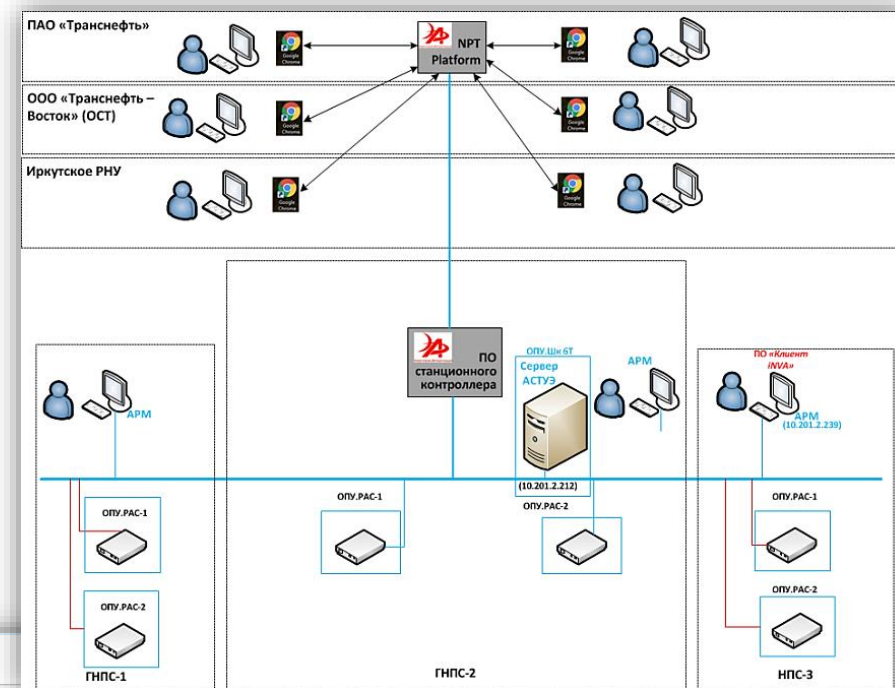 ПАО «Транснефть»
NPT
Platform
Google
Chrome
Google
Chrome
ООО «Транснефть –
Восток» (ОСТ)
Google
Chrome
Google
Chrome
Иркутское РНУ
Google
Chrome
Google
Chrome
ПО
станционного
контроллера
ОПУ.Шк 6Т
Сервер
АСТУЭ
АРМ
ПО «Клиент
iNVA»
АРМ
АРМ
(10.201.2.239)
(10.201.2.212)
ОПУ.РАС-1
ОПУ.РАС-1
ОПУ.РАС-2
ОПУ.РАС-1
ОПУ.РАС-2
ОПУ.РАС-2
ГНПС-1
ГНПС-2
НПС-3